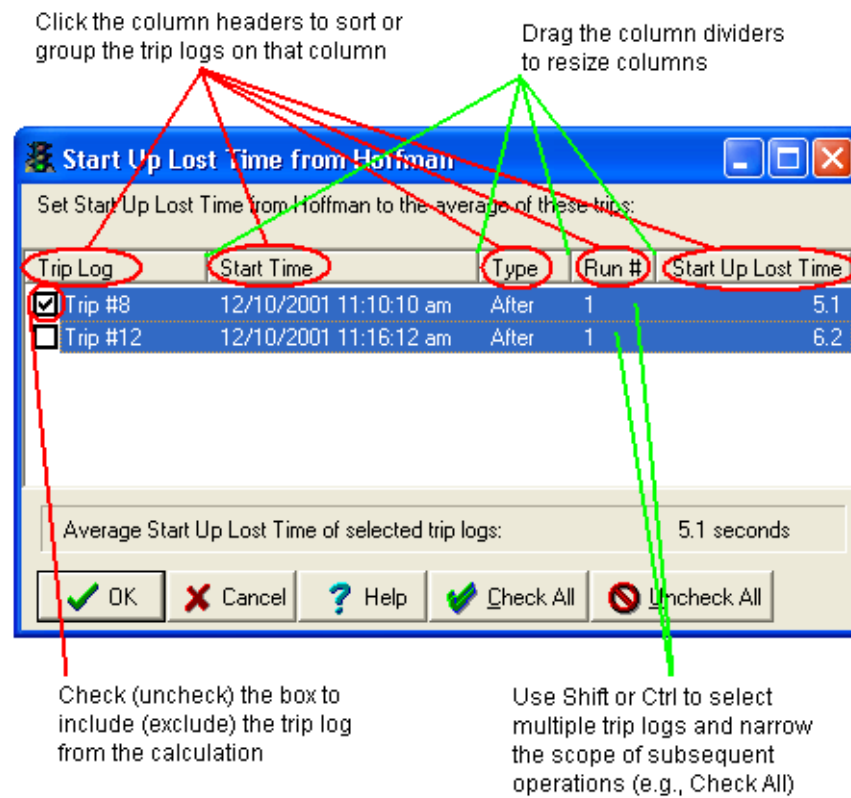 Click the column headers to sort or
group the trip logs on that column
Drag the column dividers
to resize columns
Start Up Lost Time from Hoffman
Set Start Up Lost Time from Hoffman to the average of these trips:
Trip Log Start Time Type Run # Start Up Lost Time
Trip #8 12/10/2001 11:10:10 am After 1 5.1
Trip #12 12/10/2001 11:16:12 am After 1 6.2
Average Start Up Lost Time of selected trip logs: 5.1 seconds
OK Cancel ? Help Check All Uncheck All
Check (uncheck) the box to
include (exclude) the trip log
from the calculation
Use Shift or Ctrl to select
multiple trip logs and narrow
the scope of subsequent
operations (e.g., Check All)